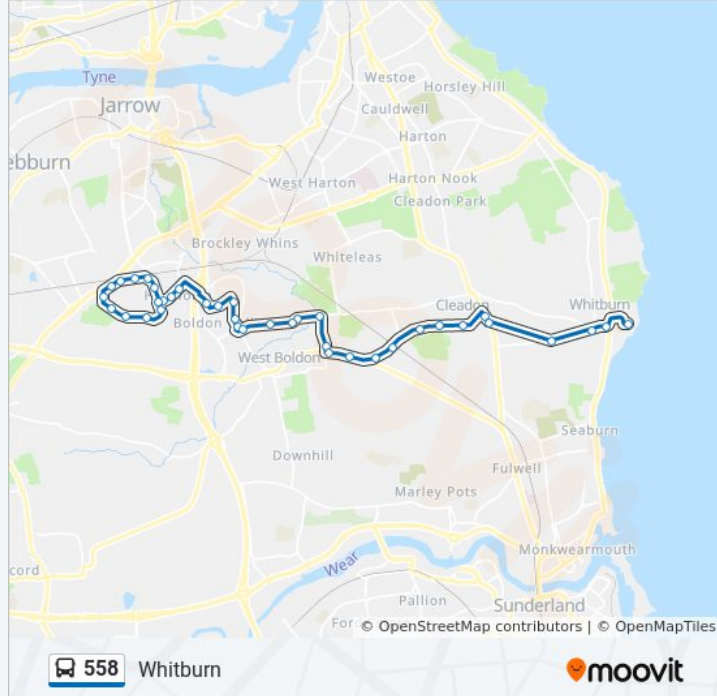 Tyne
Westoe
Horsley Hill
Jarrow
Cauldwell
Harton
ebburn
West Harton
Harton Nook
Cleadon Park
Brockley Whins
Whiteleas
Cleadon
Whitburn
Boldon
West Boldon
Seaburn
Downhill
Fulwell
Marley Pots
Monkwearmouth
Wear
cord
Pallion
Sunderland
© OpenStreetMap contributors | © OpenMapTiles
558 Whitburn
moovit